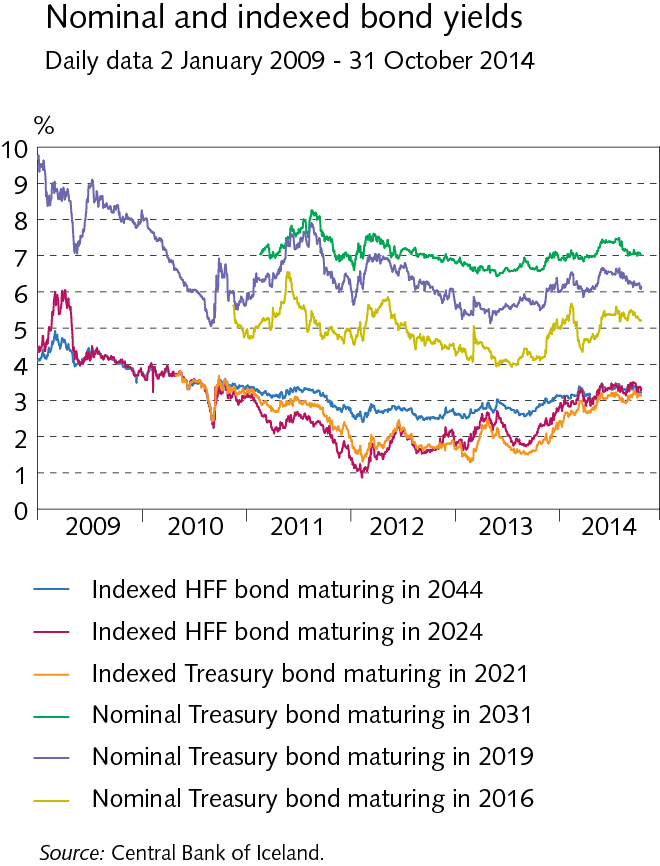 Nominal and indexed bond yields
Daily data 2 January 2009 - 31 October 2014
%
10
9
8
7
6
5
4
3
2
1
0
2009 2010 2011 2012 2013 2014
Indexed HFF bond maturing in 2044
Indexed HFF bond maturing in 2024
Indexed Treasury bond maturing in 2021
Nominal Treasury bond maturing in 2031
Nominal Treasury bond maturing in 2019
Nominal Treasury bond maturing in 2016
Source: Central Bank of Iceland.